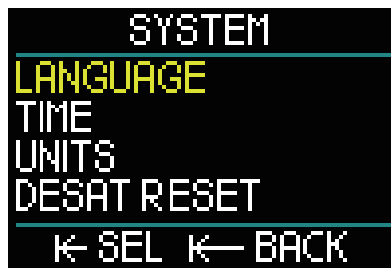 SYSTEM
LANGUAGE
TIME
UNITS
DESAT RESET
SEL BACK